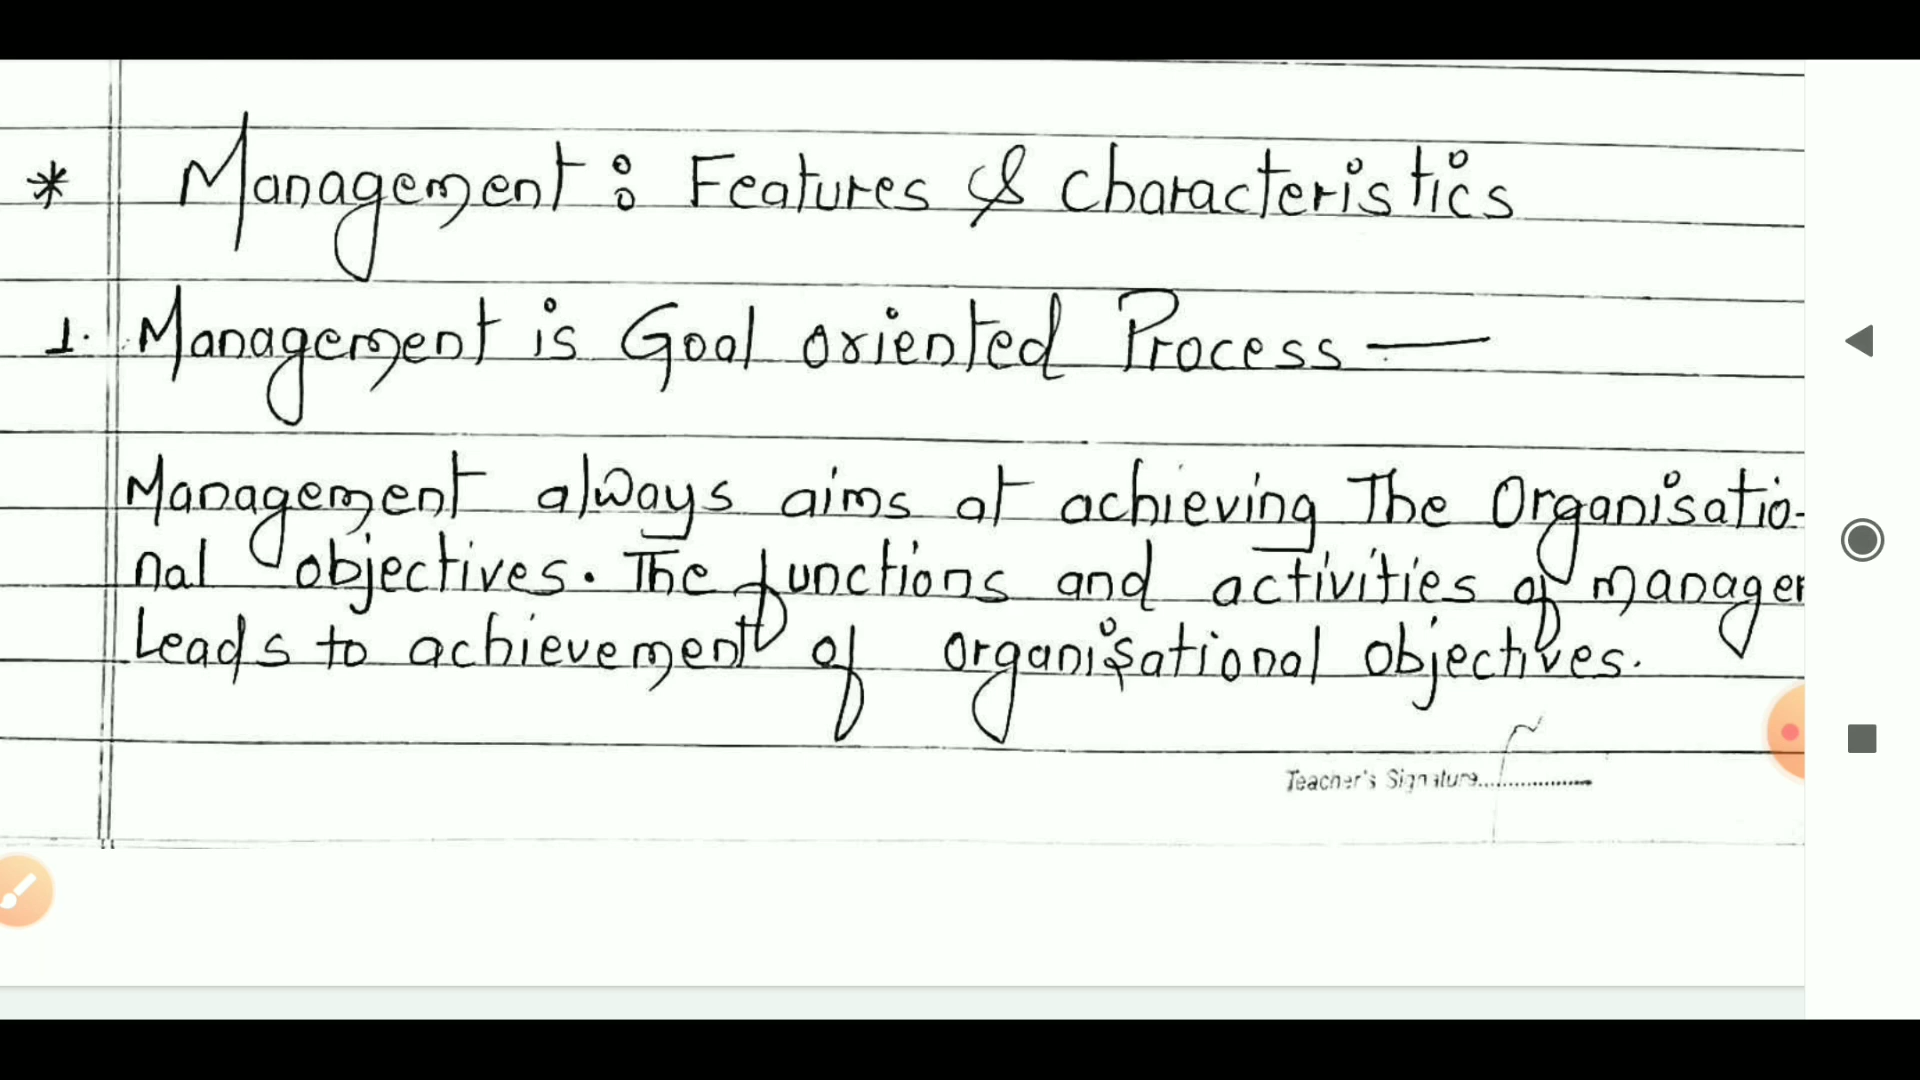 * Management : Features & characteristics
1. Management is Goal oriented Process —
Management always aims at achieving The Organisatio-
nal objectives. The functions and activities of manager
Leads to achievement of organisational objectives.
Teacher's Signature..................